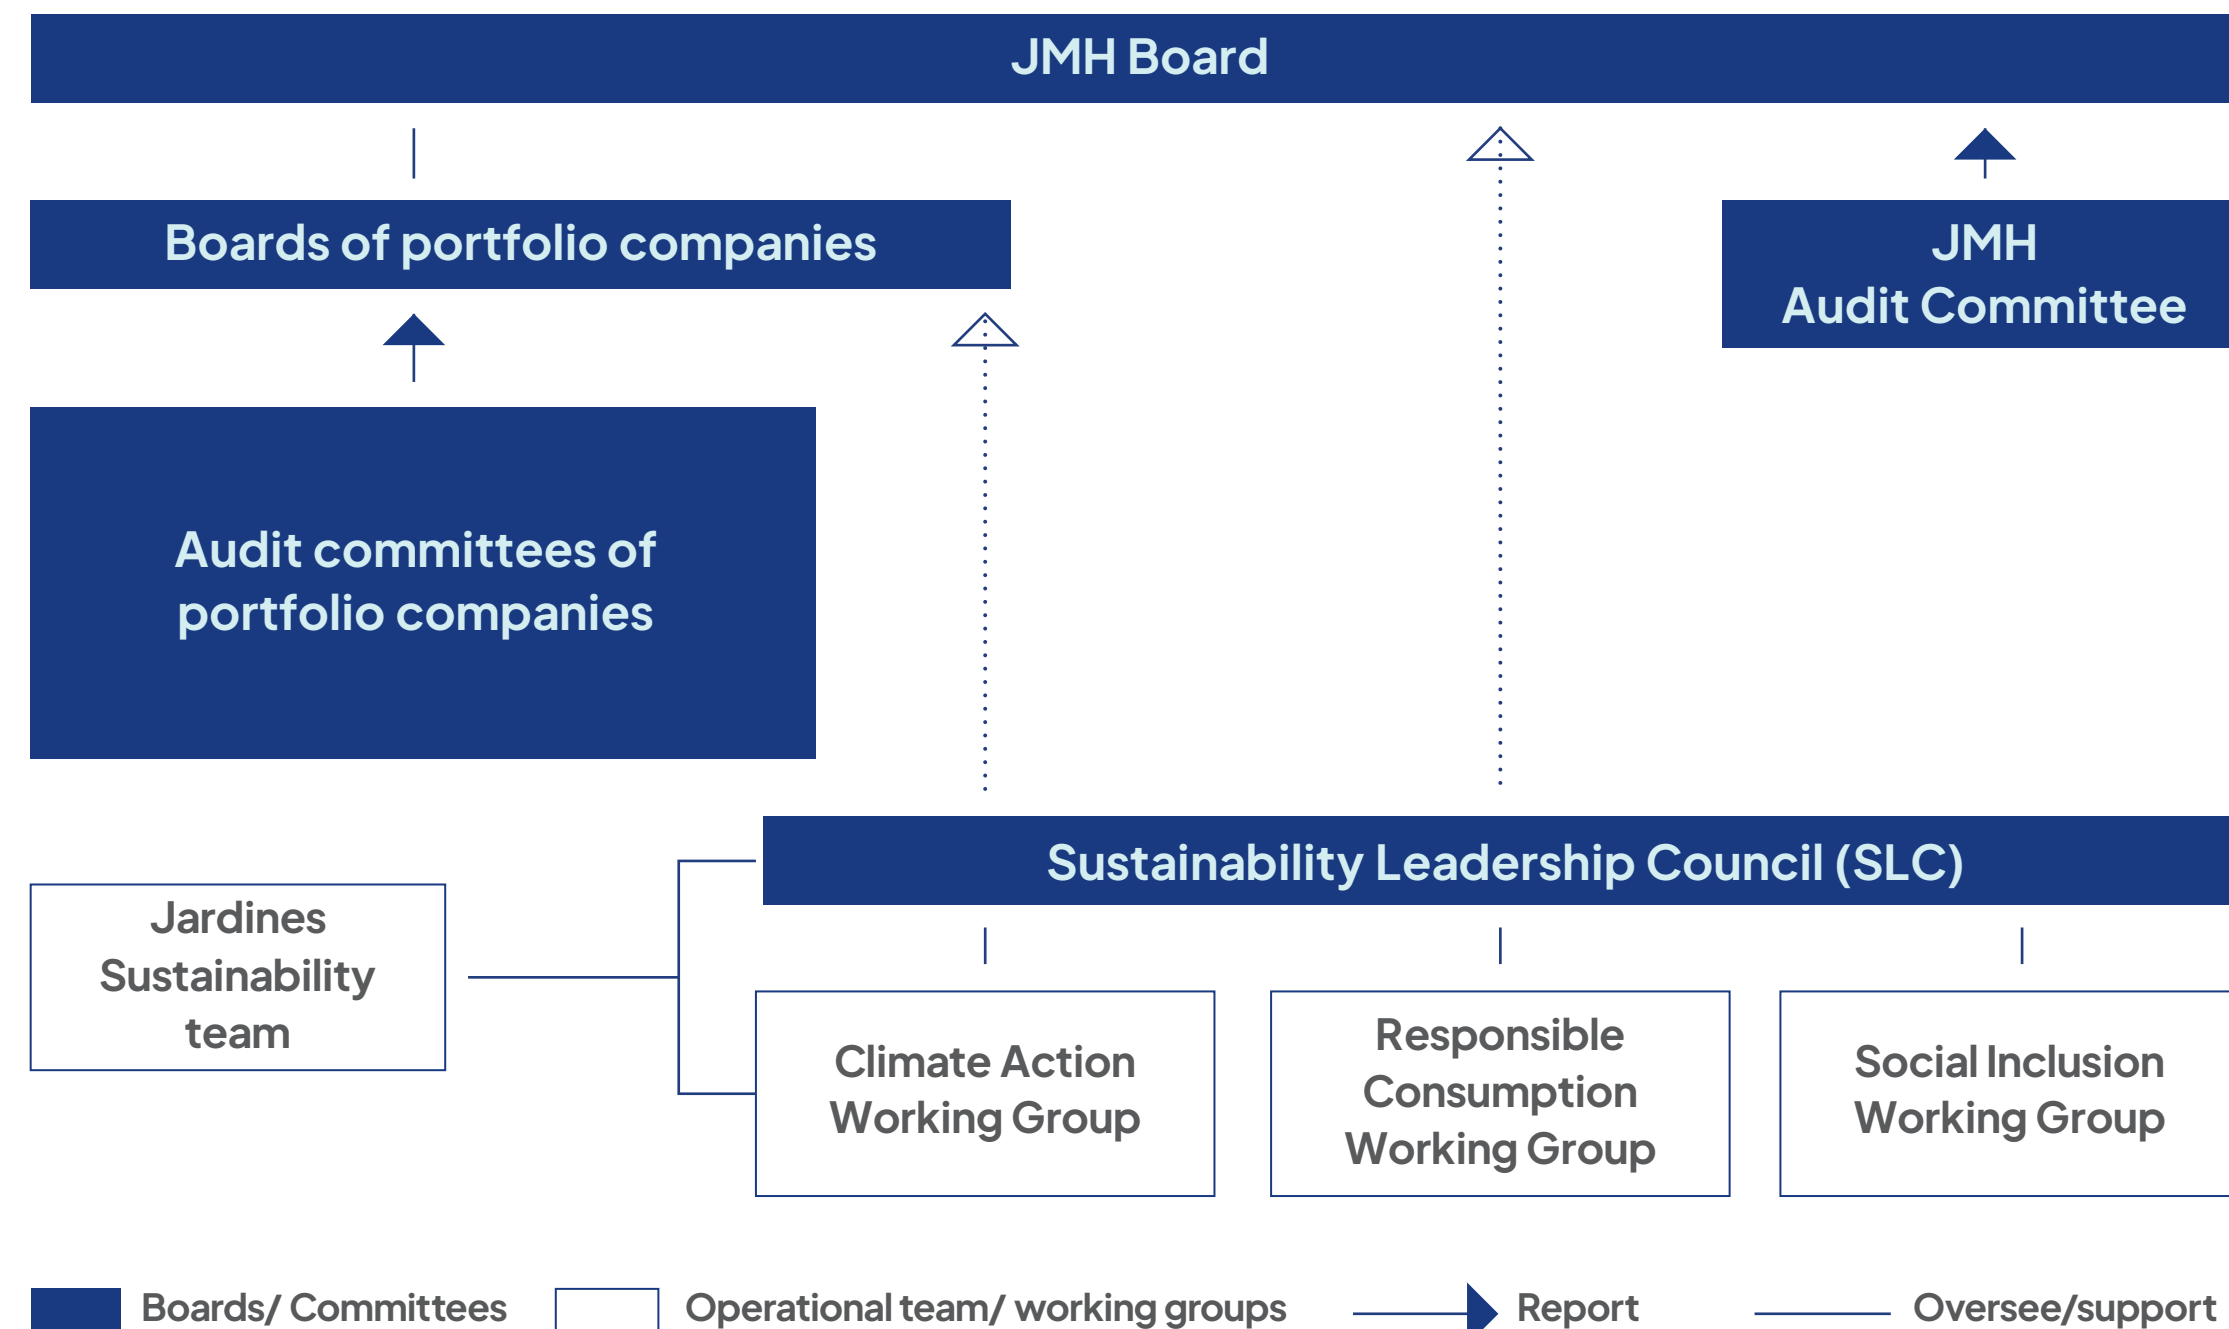 JMH Board
Boards of portfolio companies
JMH
Audit Committee
Audit committees of
portfolio companies
Sustainability Leadership Council (SLC)
Jardines
Sustainability
team
Climate Action
Working Group
Responsible
Consumption
Working Group
Social Inclusion
Working Group
Boards/ Committees
Operational team/ working groups
Report
Oversee/support